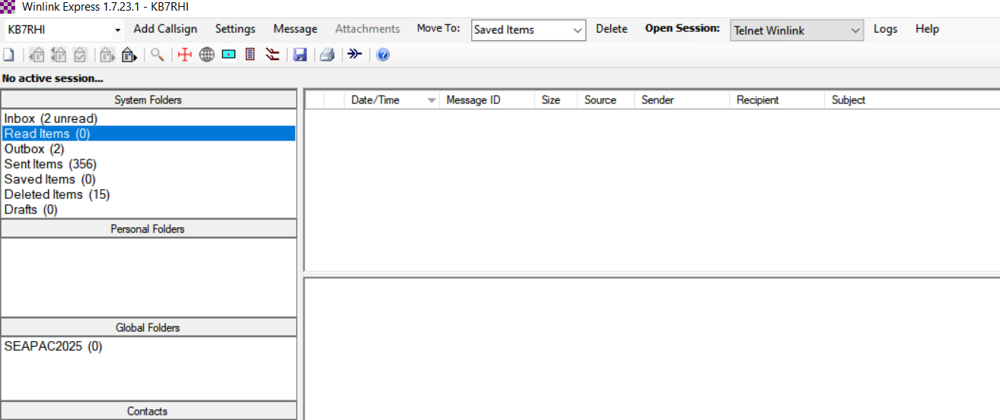 Winlink Express 1.7.23.1 - KB7RHI
KB7RHI Add Callsign Settings Message Attachments Move To: Saved Items Delete Open Session: Telnet Winlink Logs Help
No active session...
System Folders
Inbox (2 unread)
Read Items (0)
Outbox (2)
Sent Items (356)
Saved Items (0)
Deleted Items (15)
Drafts (0)
Personal Folders
Global Folders
SEAPAC2025 (0)
Contacts
Date/Time Message ID Size Source Sender Recipient Subject